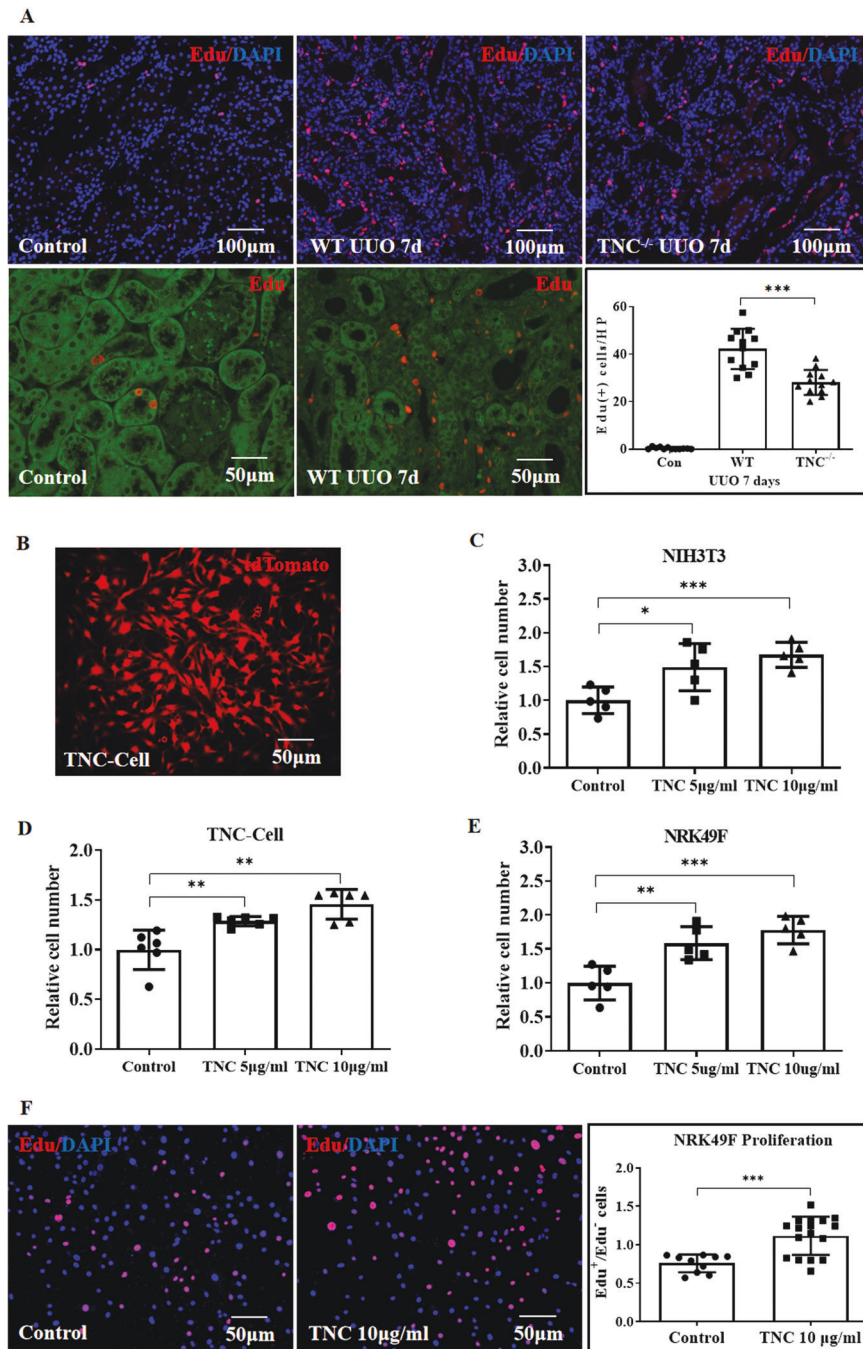 A
Edu/DAPI
Control
100µm
Edu/DAPI
WT UUO 7d
100µm
Edu/DAPI
TNC-/- UUO 7d
100µm
Edu
Control
50µm
Edu
WT UUO 7d
50µm
Edu(+) cells/HP
60
40
20
0
***
Con
WT
TNC-/-
UUO 7 days
B
tdTomato
TNC-Cell
50µm
C
NIH3T3
Relative cell number
3.0
2.5
2.0
1.5
1.0
0.5
0.0
***
*
Control
TNC 5µg/ml
TNC 10µg/ml
D
TNC-Cell
Relative cell number
2.0
1.5
1.0
0.5
0.0
**
**
Control
TNC 5µg/ml
TNC 10µg/ml
E
NRK49F
Relative cell number
3.0
2.5
2.0
1.5
1.0
0.5
0.0
***
**
Control
TNC 5ug/ml
TNC 10ug/ml
F
Edu/DAPI
Control
50µm
Edu/DAPI
TNC 10µg/ml
50µm
NRK49F Proliferation
Edu+/Edu- cells
2.0
1.5
1.0
0.5
0.0
***
Control
TNC 10 µg/ml